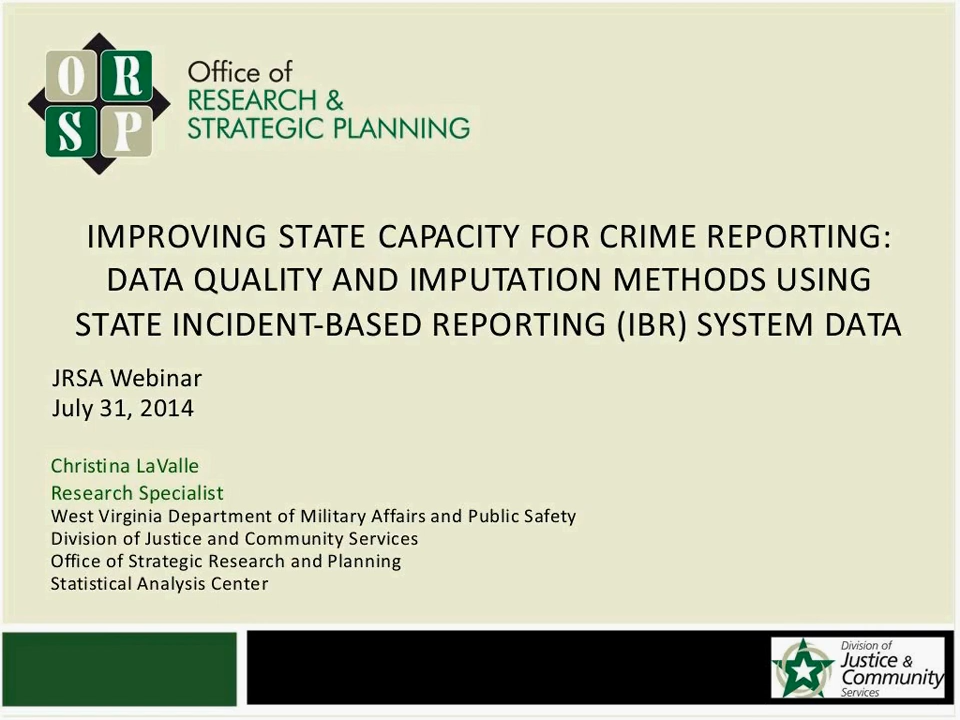 O R
S P
Office of
RESEARCH &
STRATEGIC PLANNING
IMPROVING STATE CAPACITY FOR CRIME REPORTING:
DATA QUALITY AND IMPUTATION METHODS USING
STATE INCIDENT-BASED REPORTING (IBR) SYSTEM DATA
JRSA Webinar
July 31, 2014
Christina LaValle
Research Specialist
West Virginia Department of Military Affairs and Public Safety
Division of Justice and Community Services
Office of Strategic Research and Planning
Statistical Analysis Center
Division of
Justice &
Community
Services